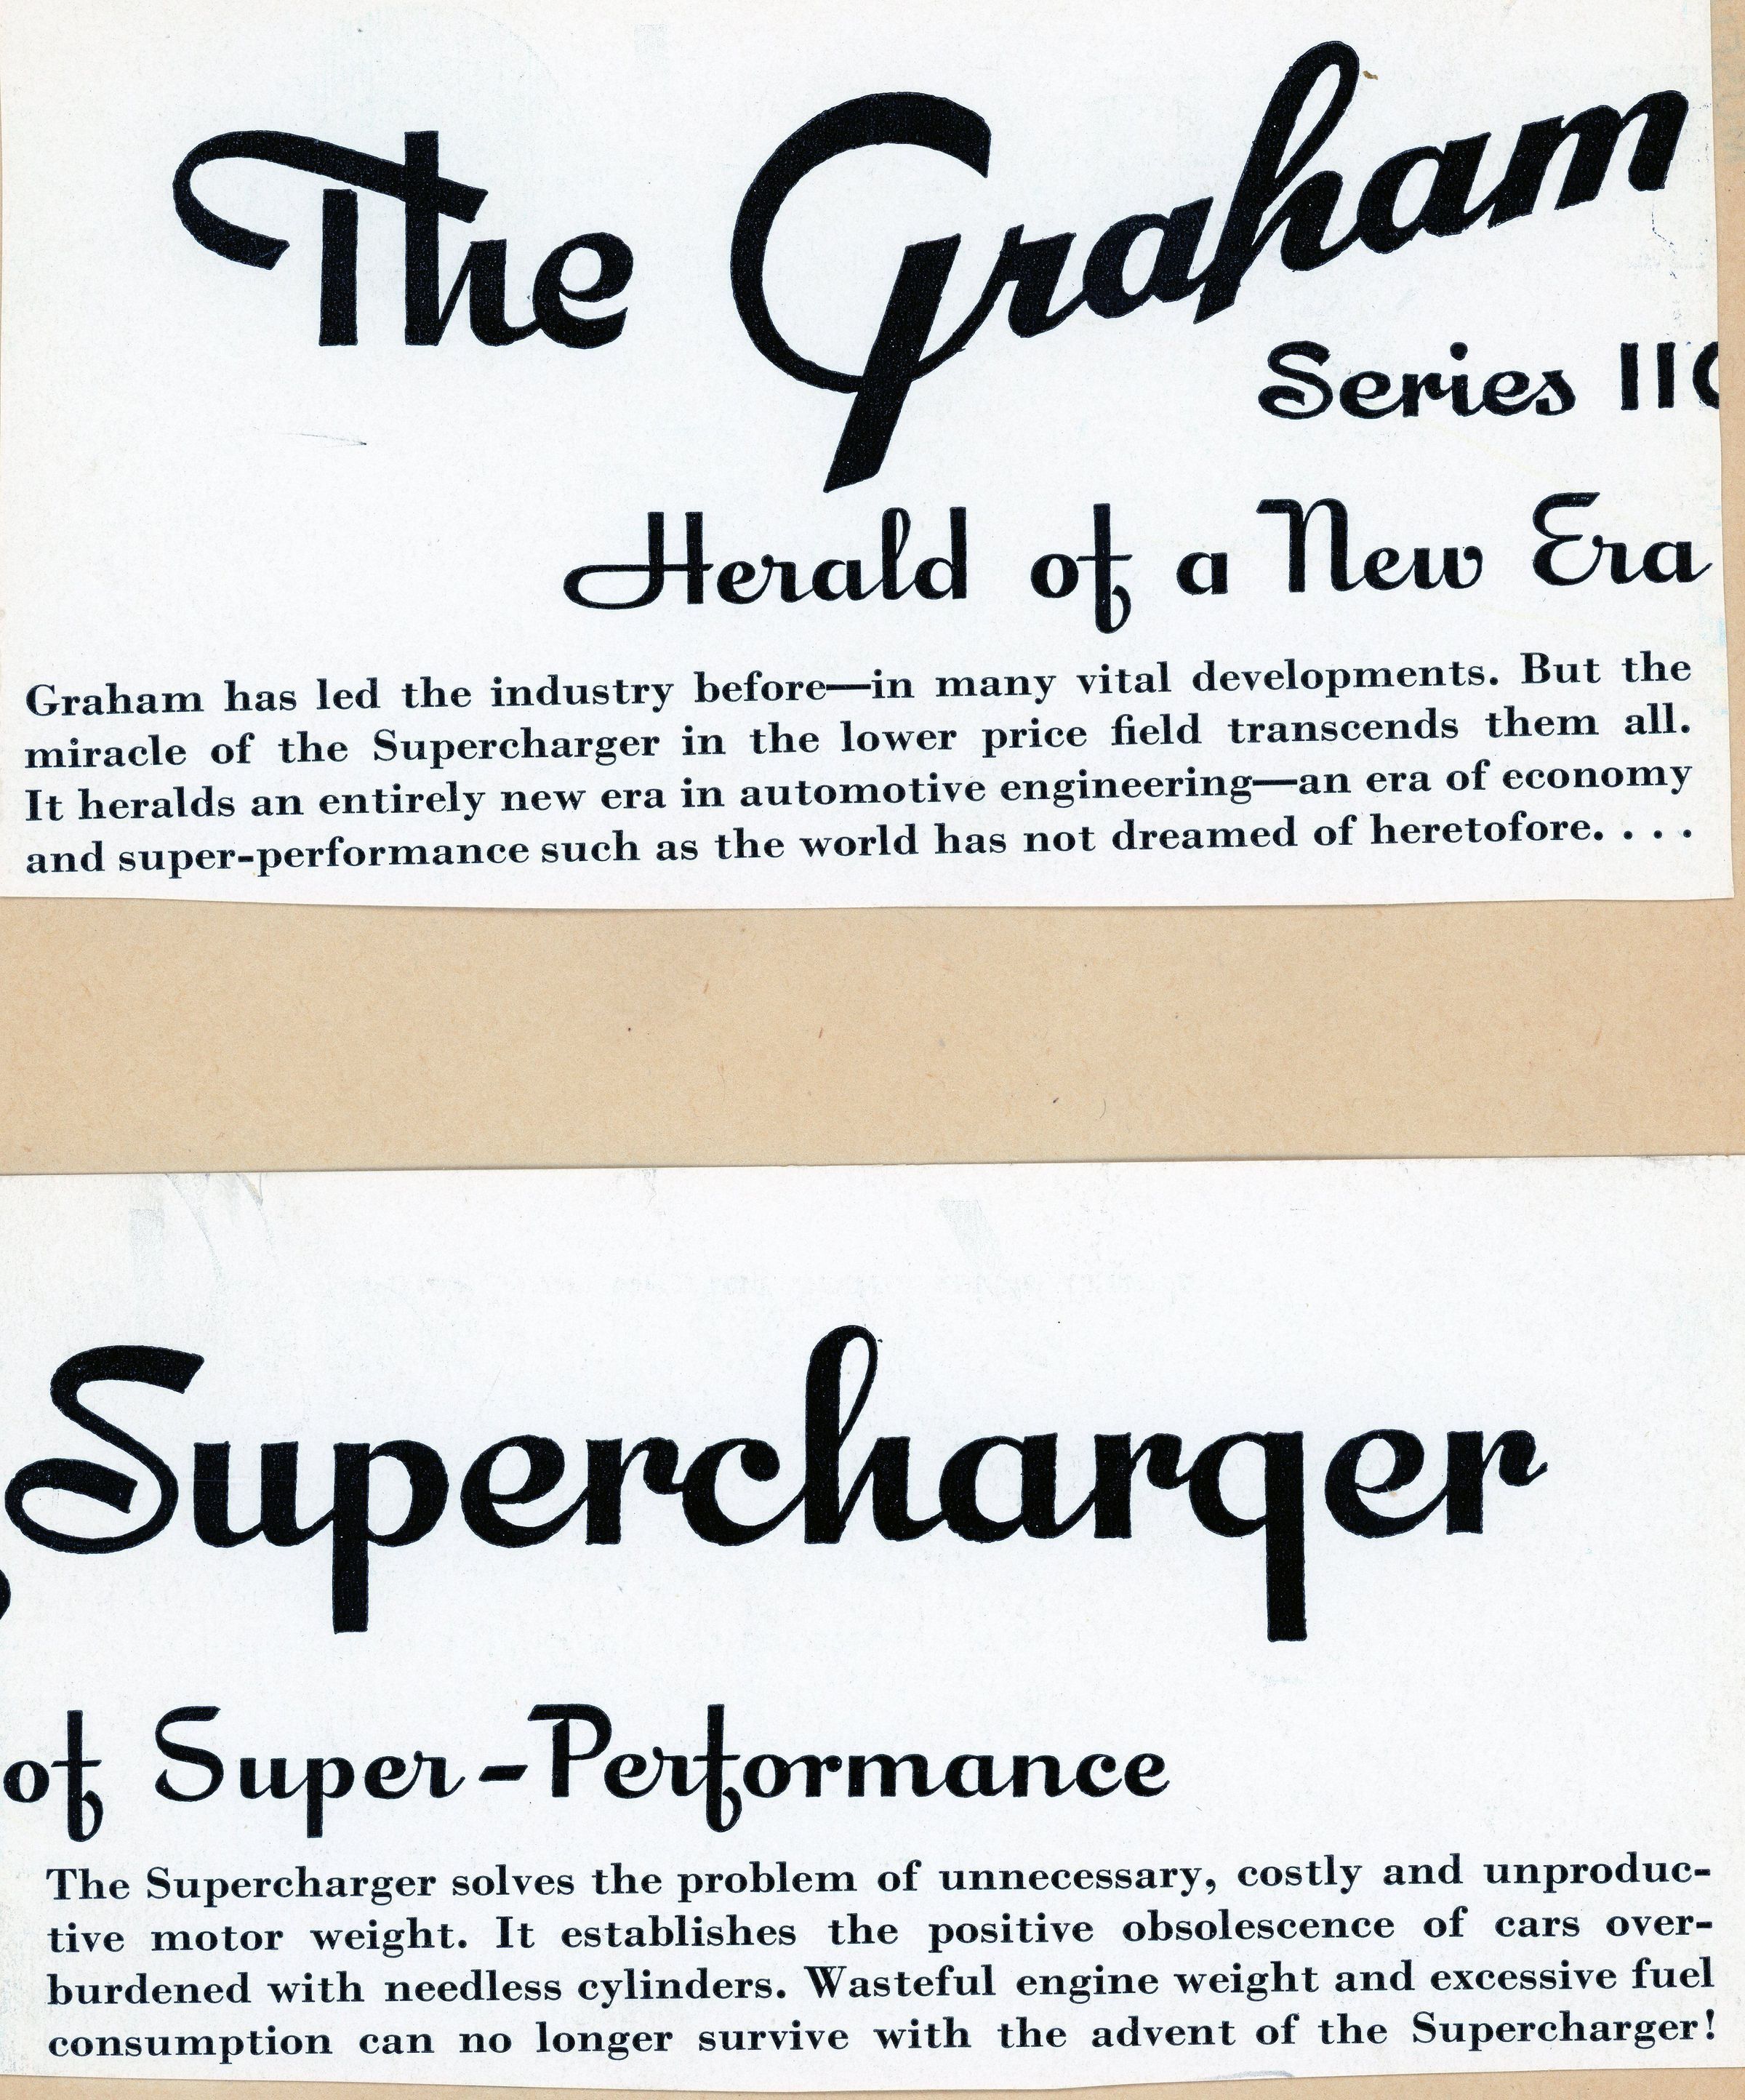 The Graham
Series 110
Herald of a New Era
Graham has led the industry before—in many vital developments. But the
miracle of the Supercharger in the lower price field transcends them all.
It heralds an entirely new era in automotive engineering—an era of economy
and super-performance such as the world has not dreamed of heretofore. . . .
Supercharger
of Super-Performance
The Supercharger solves the problem of unnecessary, costly and unproduc-
tive motor weight. It establishes the positive obsolescence of cars over-
burdened with needless cylinders. Wasteful engine weight and excessive fuel
consumption can no longer survive with the advent of the Supercharger!